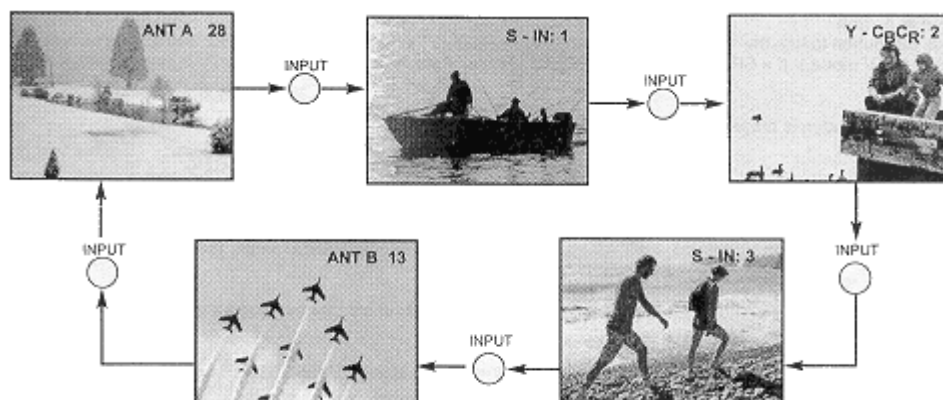 ANT A 28
INPUT
S - IN: 1
INPUT
Y - CBCR: 2
INPUT
S - IN: 3
INPUT
ANT B 13
INPUT